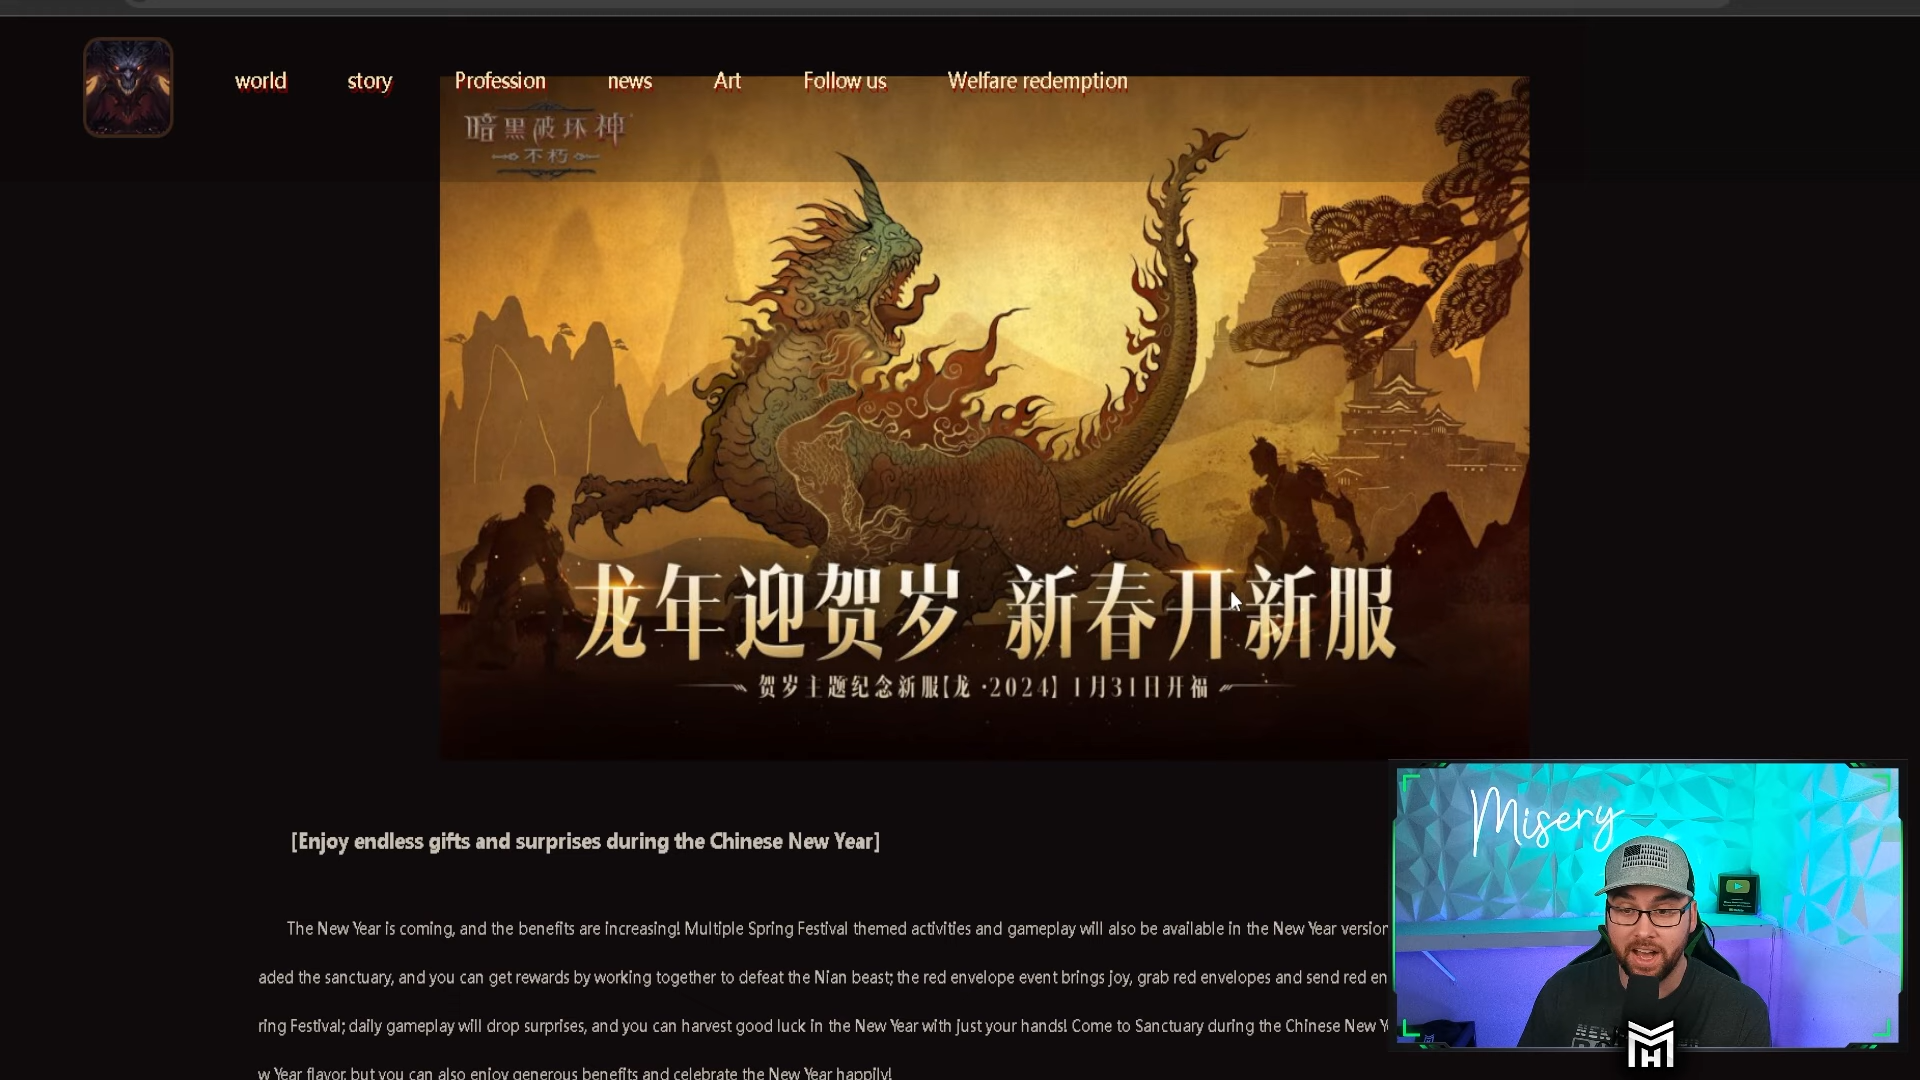 world story Profession news Art Follow us Welfare redemption
暗黑破坏神
不朽
龙年迎贺岁 新春开新服
贺岁主题纪念新服【龙·2024】1月31日开福
[Enjoy endless gifts and surprises during the Chinese New Year]
The New Year is coming, and the benefits are increasing! Multiple Spring Festival themed activities and gameplay will also be available in the New Year version
aded the sanctuary, and you can get rewards by working together to defeat the Nian beast; the red envelope event brings joy, grab red envelopes and send red en
ring Festival; daily gameplay will drop surprises, and you can harvest good luck in the New Year with just your hands! Come to Sanctuary during the Chinese New Y
w Year flavor, but you can also enjoy generous benefits and celebrate the New Year happily!
Misery